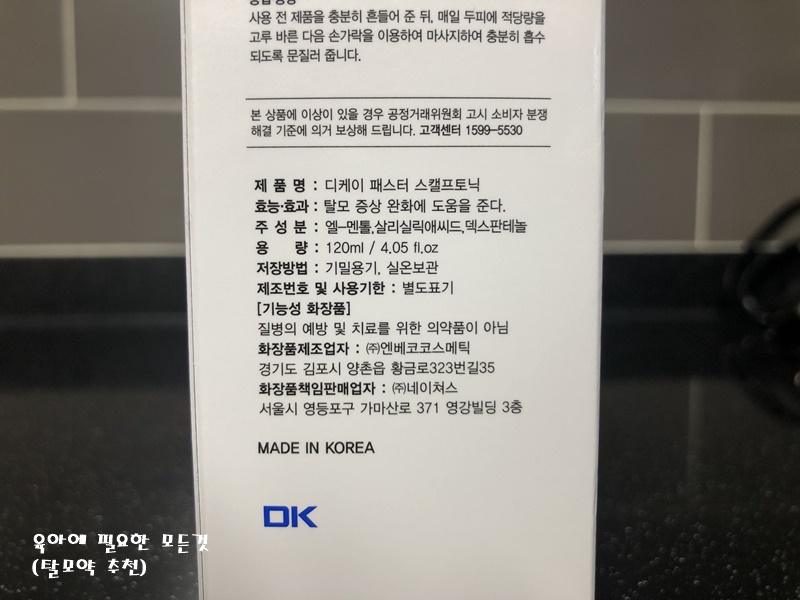 사용 전 제품을 충분히 흔들어 준 뒤, 매일 두피에 적당량을
고루 바른 다음 손가락을 이용하여 마사지하여 충분히 흡수
되도록 문질러 줍니다.
본 상품에 이상이 있을 경우 공정거래위원회 고시 소비자 분쟁
해결 기준에 의거 보상해 드립니다. 고객센터 1599-5530
제 품 명 : 디케이 패스터 스캘프토닉
효능·효과 : 탈모 증상 완화에 도움을 준다.
주 성 분 : 엘-멘톨,살리실릭애씨드,덱스판테놀
용 량 : 120ml / 4.05 fl.oz
저장방법 : 기밀용기, 실온보관
제조번호 및 사용기한 : 별도표기
[기능성 화장품]
질병의 예방 및 치료를 위한 의약품이 아님
화장품제조업자 : ㈜엔베코코스메틱
경기도 김포시 양촌읍 황금로323번길35
화장품책임판매업자 : ㈜네이쳐스
서울시 영등포구 가마산로 371 영강빌딩 3층
MADE IN KOREA
DK
육아에 필요한 모든것
(탈모약 추천)